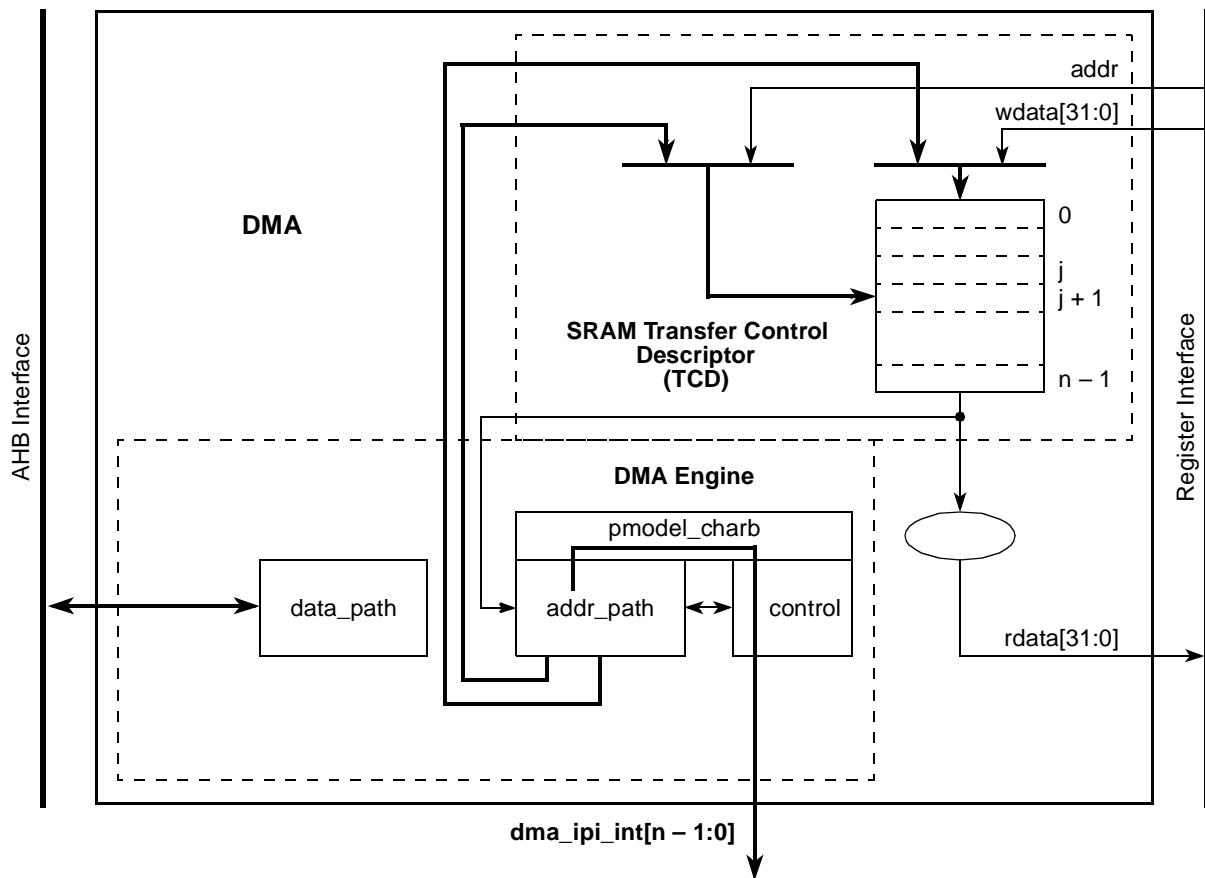 addr
wdata[31:0]
0
DMA
j
j + 1
SRAM Transfer Control
Descriptor
(TCD)
n – 1
AHB Interface
Register Interface
DMA Engine
pmodel_charb
data_path
addr_path
control
rdata[31:0]
dma_ipi_int[n – 1:0]